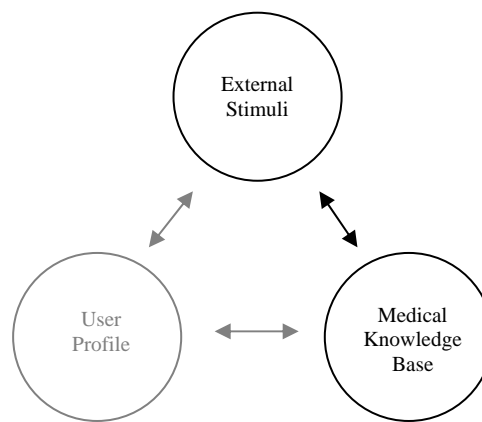 External
Stimuli
User
Profile
Medical
Knowledge
Base